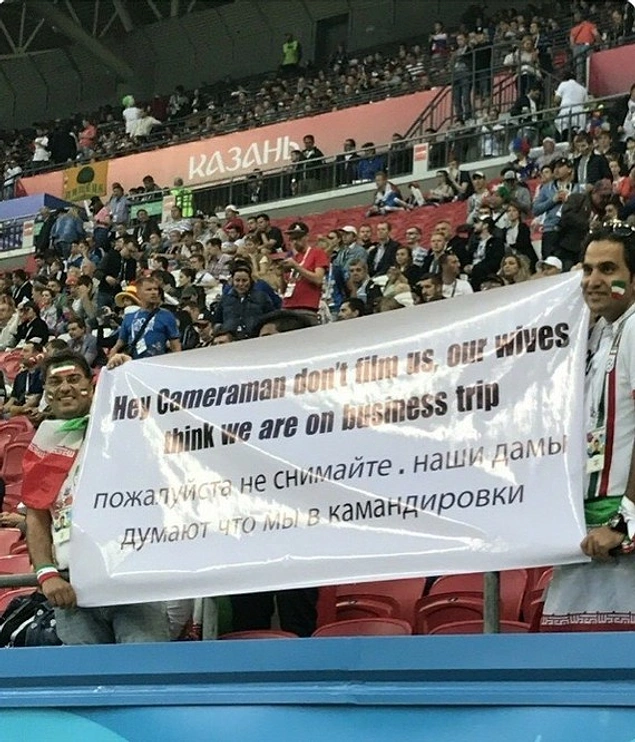 КАЗАНЬ
Hey Cameraman don't film us, our wives
think we are on business trip
пожалуйста не снимайте . наши дамы
думают что мы в камандировки